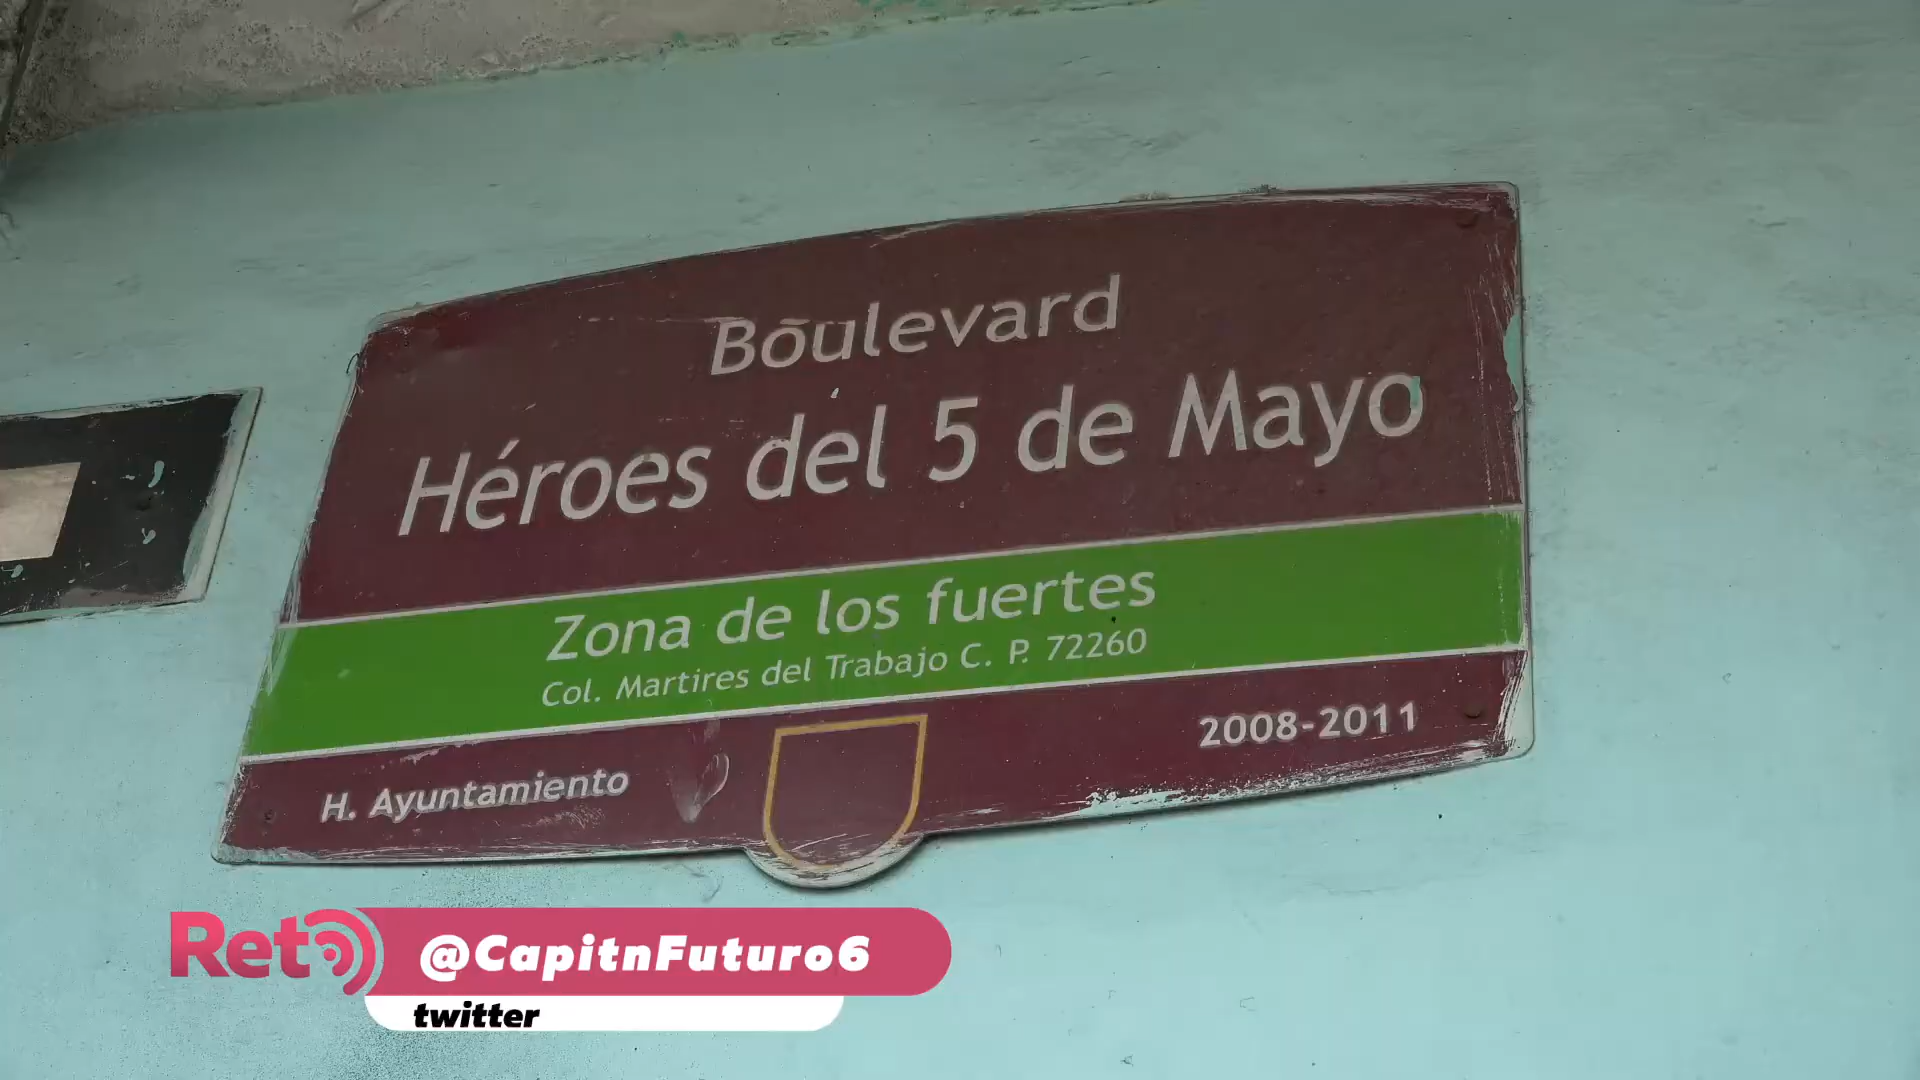 Boulevard
Héroes del 5 de Mayo
Zona de los fuertes
Col. Martires del Trabajo C. P. 72260
H. Ayuntamiento
2008-2011
Reto
@CapitnFuturo6
twitter